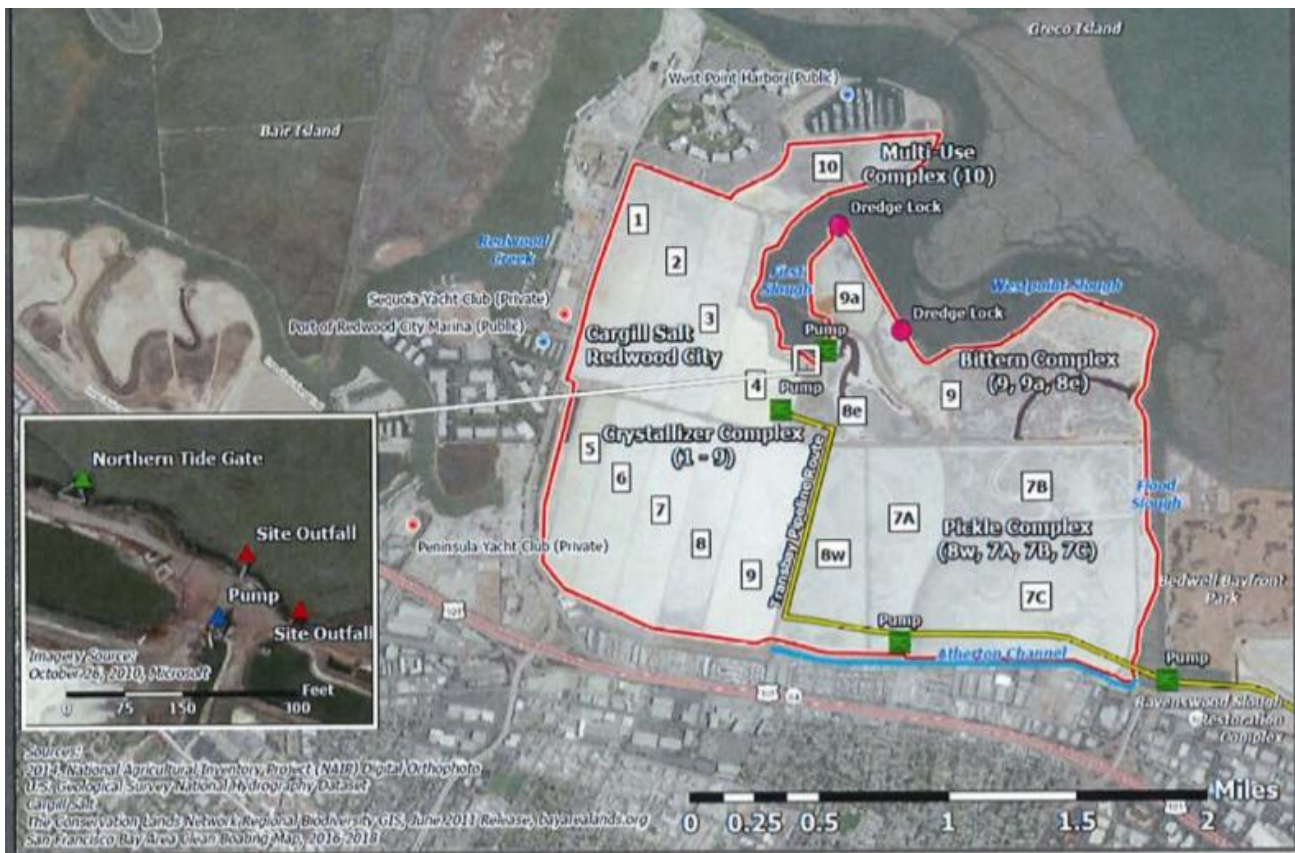 Greco Island
West Point Harbor (Public)
Bair Island
10
Multi-Use
Complex (10)
Dredge Lock
1
Redwood
Creek
2
First
Slough
9a
Westpoint Slough
Sequoia Yacht Club (Private)
Port of Redwood City Marina (Public)
3
Cargill Salt
Redwood City
Pump
Dredge Lock
Bittern Complex
(9, 9a, 8e)
4
Pump
8e
9
Crystallizer Complex
(1 - 9)
5
6
7
8
9
Transbay Pipeline Route
7A
7B
Flood
Slough
Pickle Complex
(8w, 7A, 7B, 7C)
8w
7C
Peninsula Yacht Club (Private)
Bedwell Bayfront
Park
101
Pump
Atherton Channel
Pump
Ravenswood Slough
Restoration
Complex
101
84
101
Northern Tide Gate
Site Outfall
Pump
Site Outfall
Imagery Source:
October 26, 2010, Microsoft
Feet
0 75 150 300
Sources:
2014, National Agricultural Inventory Project (NAIP) Digital Orthophoto
U.S. Geological Survey National Hydrography Dataset
Cargill Salt
The Conservation Lands Network Regional Biodiversity GIS, June 2011 Release, bayarealands.org
San Francisco Bay Area Clean Boating Map, 2016-2018
Miles
0 0.25 0.5 1 1.5 2